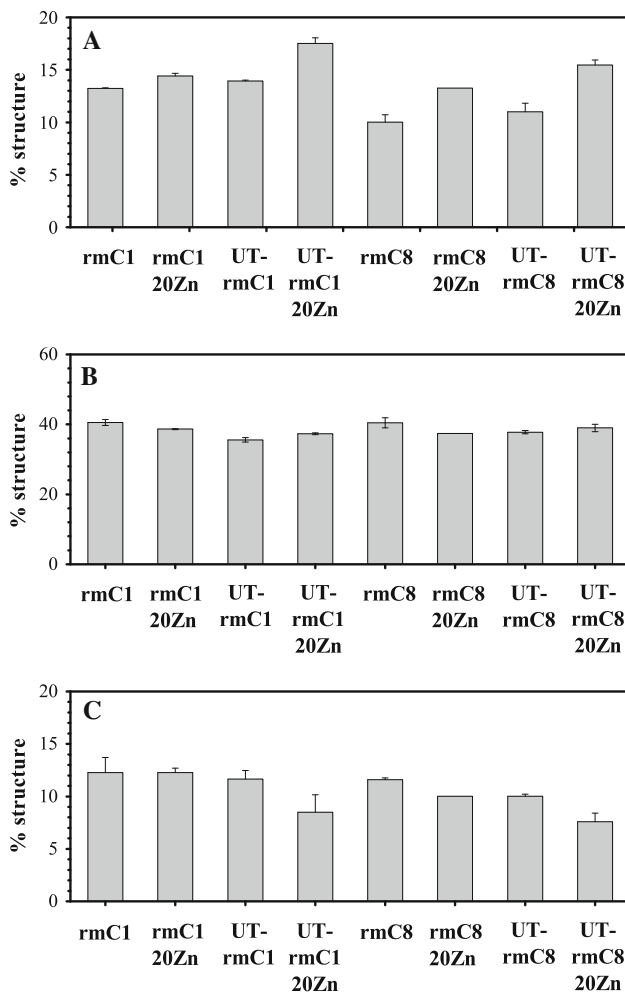 A
% structure
20
15
10
5
0
rmC1
rmC1
20Zn
UT-
rmC1
UT-
rmC1
20Zn
rmC8
rmC8
20Zn
UT-
rmC8
UT-
rmC8
20Zn
B
% structure
60
40
20
0
rmC1
rmC1
20Zn
UT-
rmC1
UT-
rmC1
20Zn
rmC8
rmC8
20Zn
UT-
rmC8
UT-
rmC8
20Zn
C
% structure
20
15
10
5
0
rmC1
rmC1
20Zn
UT-
rmC1
UT-
rmC1
20Zn
rmC8
rmC8
20Zn
UT-
rmC8
UT-
rmC8
20Zn